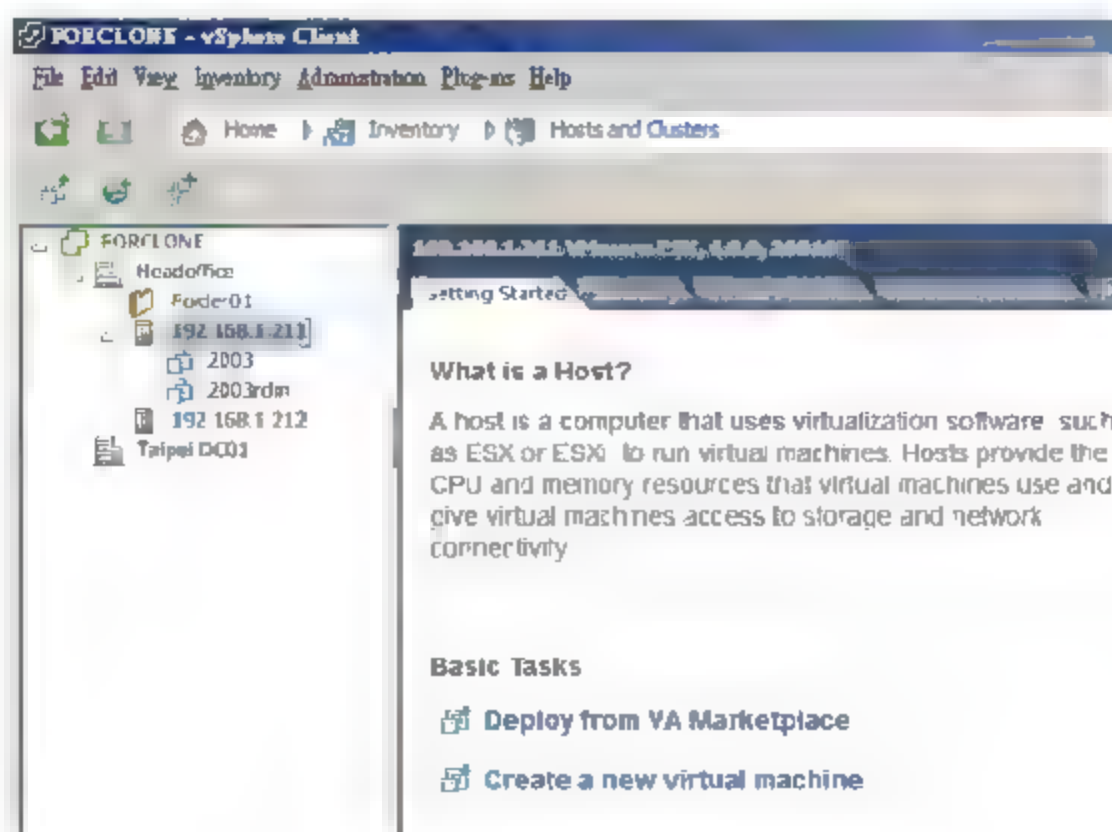 FORCLONE - vSphere Client
File Edit View Inventory Administration Plug-ins Help
Home Inventory Hosts and Clusters
FORCLONE
Headoffice
Folder01
192.168.1.211
2003
2003rdm
192.168.1.212
Taipei DC01
Getting Started
What is a Host?
A host is a computer that uses virtualization software, such
as ESX or ESXi, to run virtual machines. Hosts provide the
CPU and memory resources that virtual machines use and
give virtual machines access to storage and network
connectivity.
Basic Tasks
Deploy from VA Marketplace
Create a new virtual machine